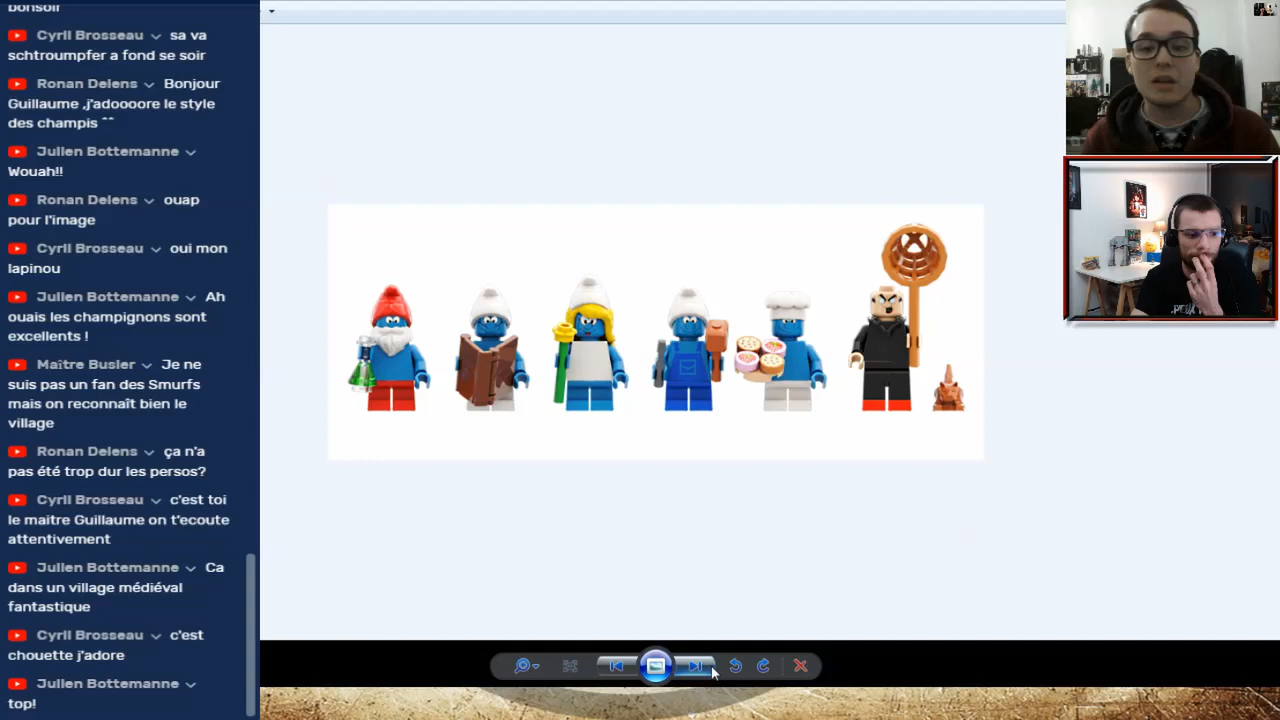 bonsoir
Cyril Brosseau sa va
schtroumpfer a fond se soir
Ronan Delens Bonjour
Guillaume ,j'adoooore le style
des champis ^^
Julien Bottemanne
Wouah!!
Ronan Delens ouap
pour l'image
Cyril Brosseau oui mon
lapinou
Julien Bottemanne Ah
ouais les champignons sont
excellents !
Maître Busler Je ne
suis pas un fan des Smurfs
mais on reconnaît bien le
village
Ronan Delens ça n'a
pas été trop dur les persos?
Cyril Brosseau c'est toi
le maitre Guillaume on t'ecoute
attentivement
Julien Bottemanne Ca
dans un village médiéval
fantastique
Cyril Brosseau c'est
chouette j'adore
Julien Bottemanne
top!